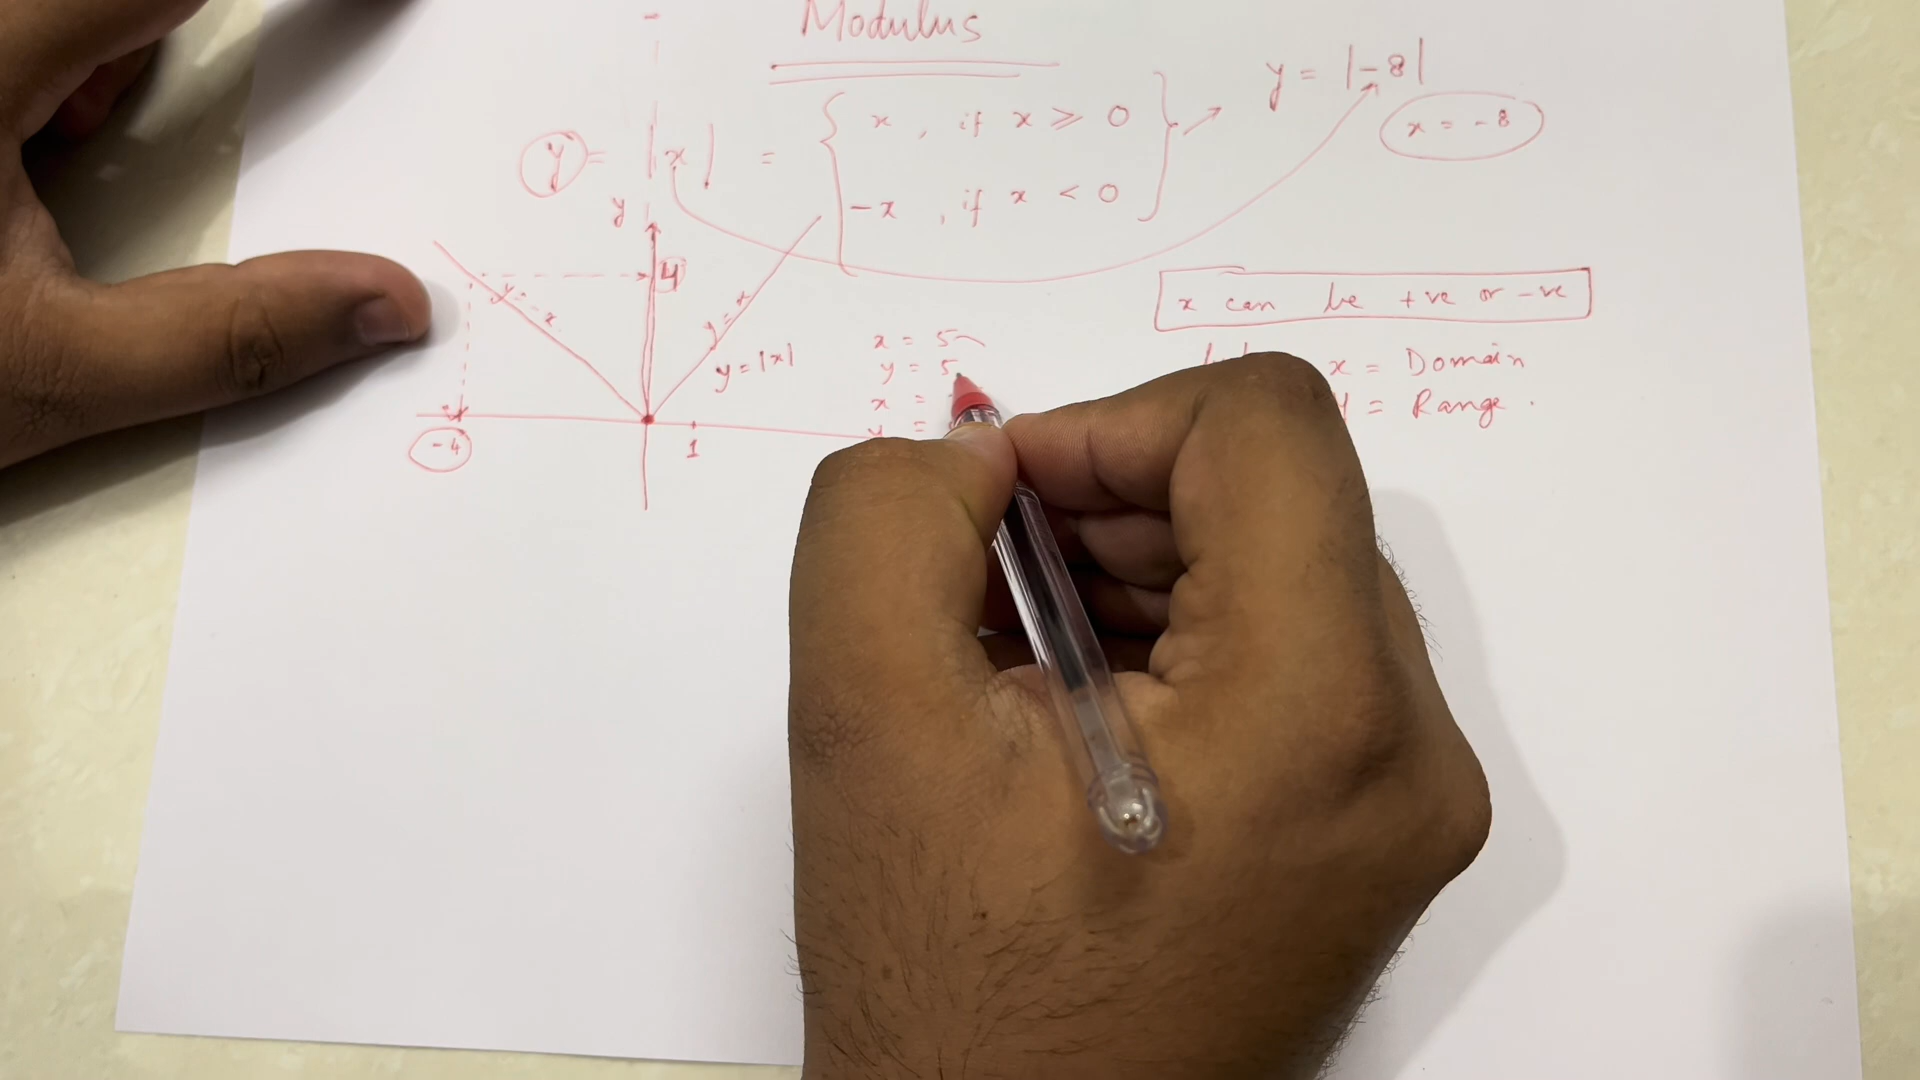 Modulus
y = |-8|
x = -8
y = |x| = { x , if x ⩾ 0
-x , if x < 0 }
y
4
y = -x
y = x
y = |x|
-4
1
x = 5
y = 5
x =
y =
x can be +ve or -ve
x = Domain
y = Range .